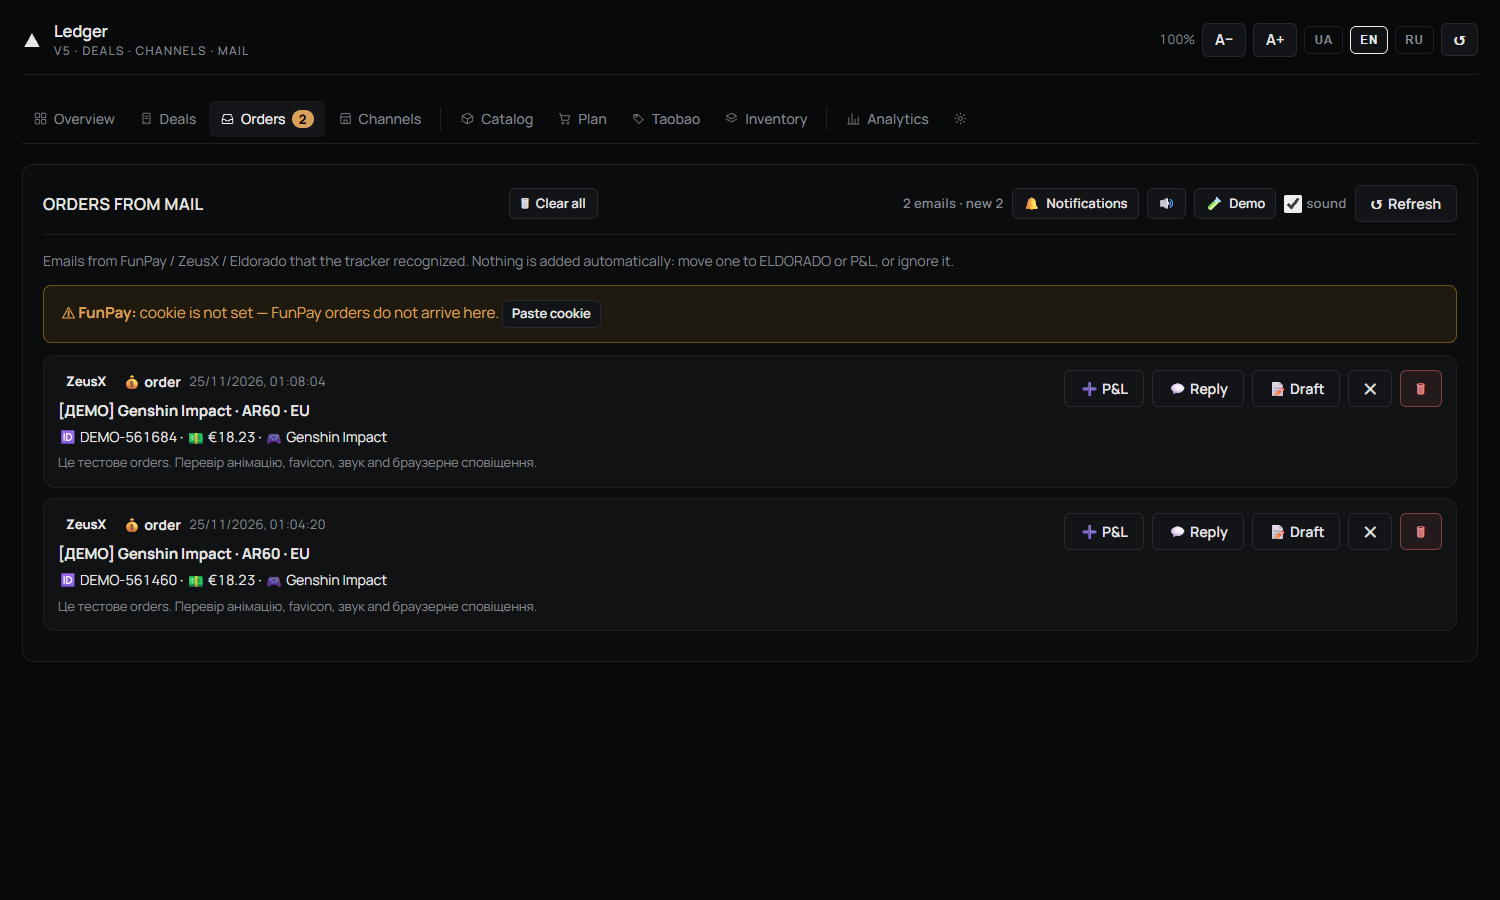 Ledger
V5 · DEALS · CHANNELS · MAIL
100% A− A+ UA EN RU ↺
Overview Deals Orders 2 Channels Catalog Plan Taobao Inventory Analytics
ORDERS FROM MAIL Clear all 2 emails · new 2 Notifications Demo sound ↺ Refresh
Emails from FunPay / ZeusX / Eldorado that the tracker recognized. Nothing is added automatically: move one to ELDORADO or P&L, or ignore it.
⚠ FunPay: cookie is not set — FunPay orders do not arrive here. Paste cookie
ZeusX 💰 order 25/11/2026, 01:08:04 ➕ P&L 💬 Reply 📝 Draft ✕
[ДЕМО] Genshin Impact · AR60 · EU
🆔 DEMO-561684 · 💵 €18.23 · 🎮 Genshin Impact
Це тестове orders. Перевір анімацію, favicon, звук and браузерне сповіщення.
ZeusX 💰 order 25/11/2026, 01:04:20 ➕ P&L 💬 Reply 📝 Draft ✕
[ДЕМО] Genshin Impact · AR60 · EU
🆔 DEMO-561460 · 💵 €18.23 · 🎮 Genshin Impact
Це тестове orders. Перевір анімацію, favicon, звук and браузерне сповіщення.